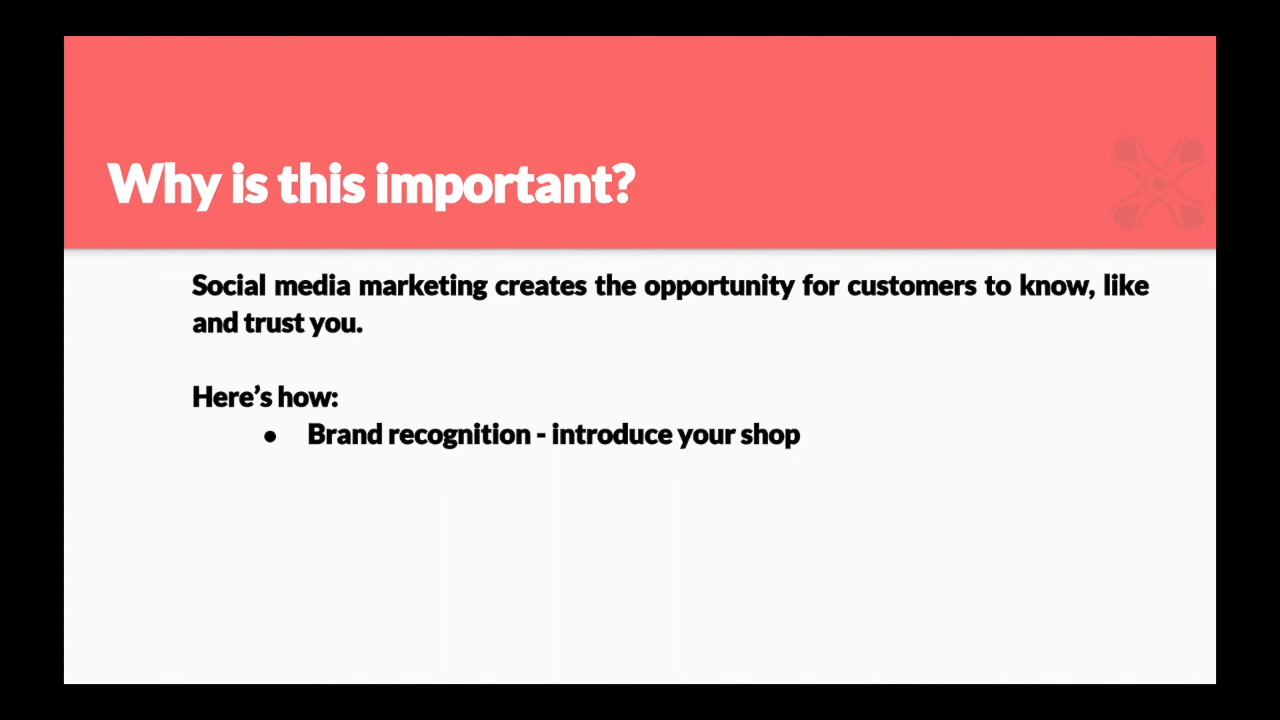 Why is this important?
Social media marketing creates the opportunity for customers to know, like
and trust you.
Here’s how:
● Brand recognition - introduce your shop